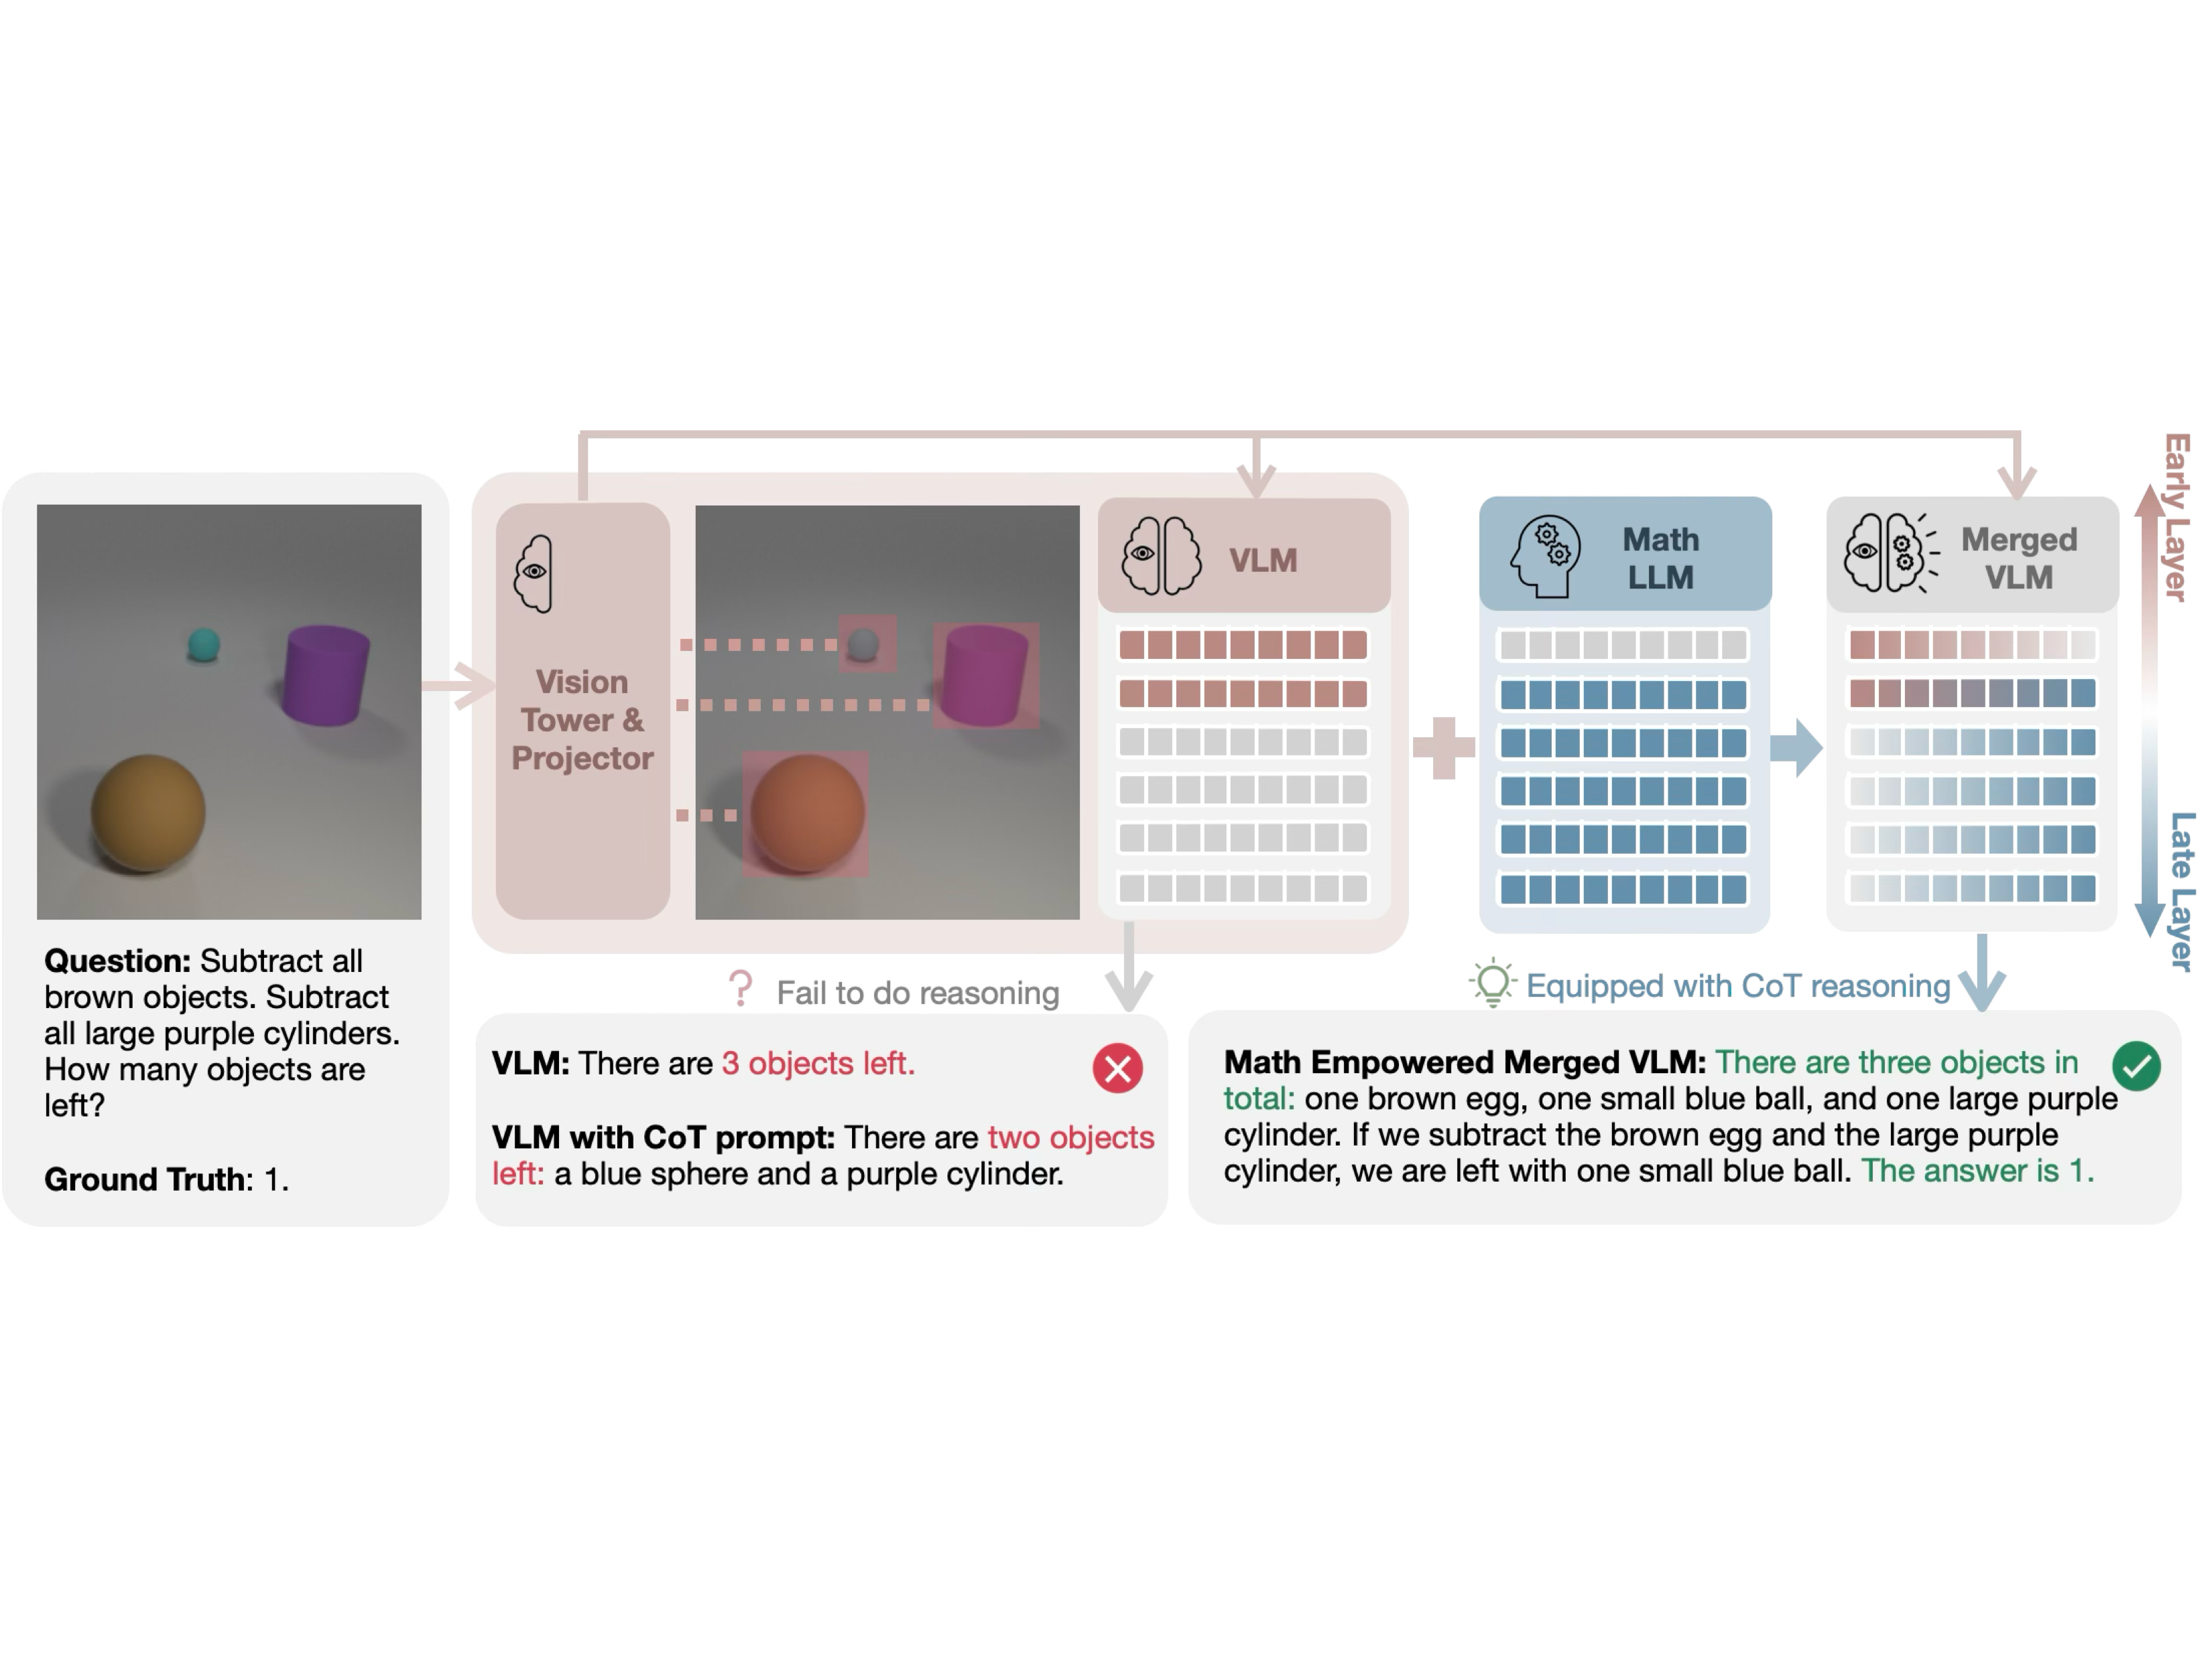 Question: Subtract all
brown objects. Subtract
all large purple cylinders.
How many objects are
left?
Ground Truth: 1.
Vision
Tower &
Projector
VLM
Math
LLM
Merged
VLM
Early Layer
Late Layer
? Fail to do reasoning
Equipped with CoT reasoning
VLM: There are 3 objects left.
VLM with CoT prompt: There are two objects
left: a blue sphere and a purple cylinder.
Math Empowered Merged VLM: There are three objects in
total: one brown egg, one small blue ball, and one large purple
cylinder. If we subtract the brown egg and the large purple
cylinder, we are left with one small blue ball. The answer is 1.